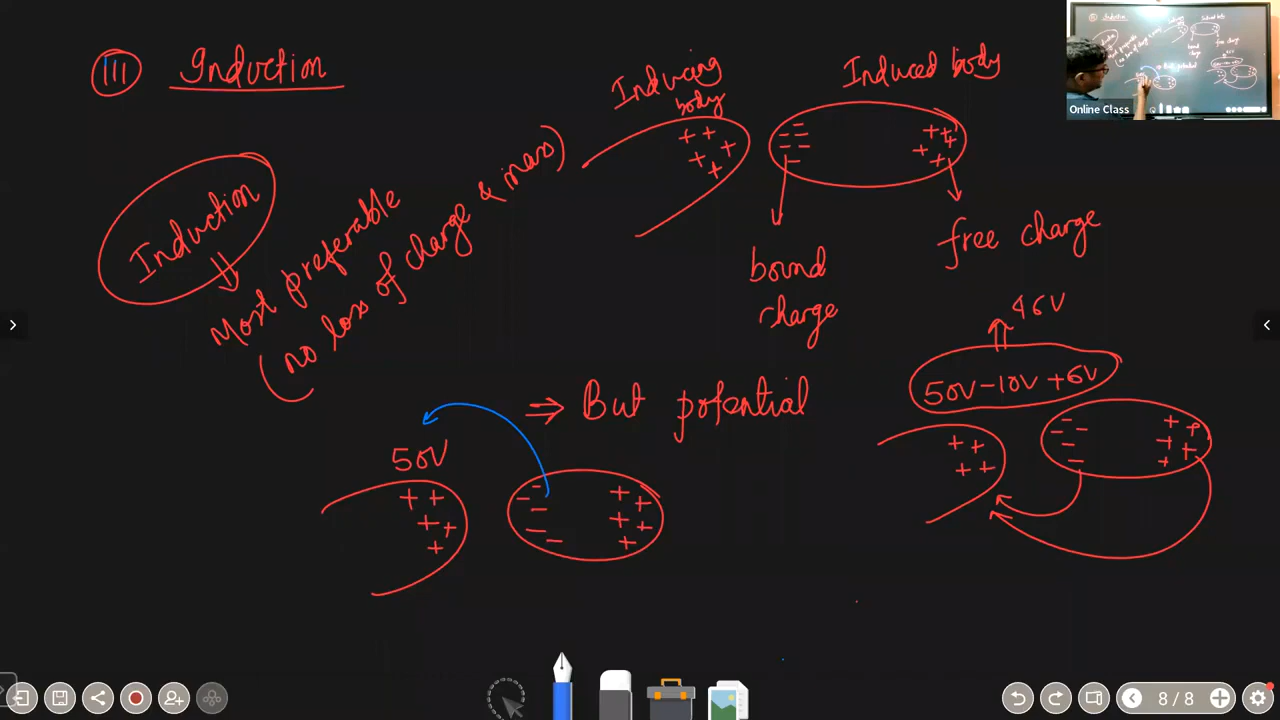 III Induction
Inducing
body
Induced body
Induction
Most preferable
(no loss of charge & mass)
bound
charge
free charge
⇒ But potential
50V
46V
50V-10V+6V
Online Class
8/8